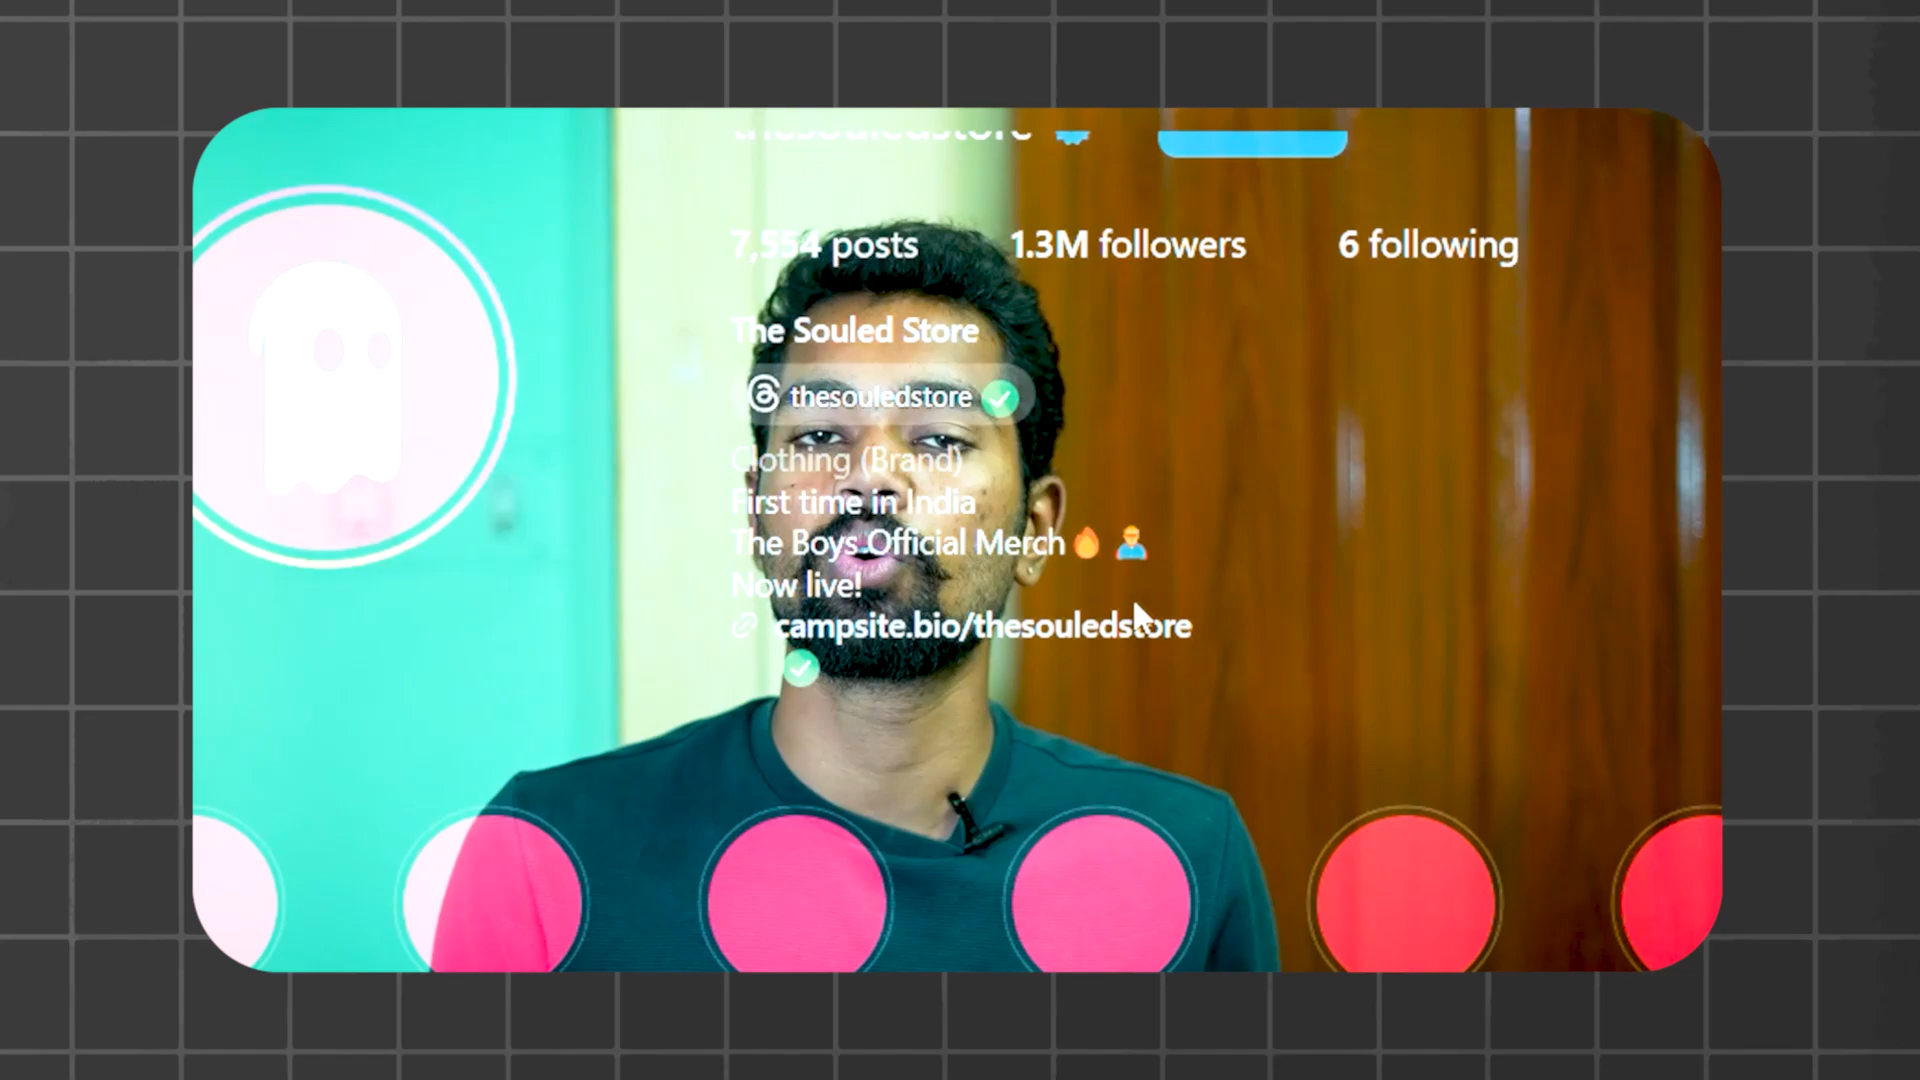 thesouledstore
7,554 posts 1.3M followers 6 following
The Souled Store
thesouledstore
Clothing (Brand)
First time in India
The Boys Official Merch🔥🦸‍♂️
Now live!
campsite.bio/thesouledstore